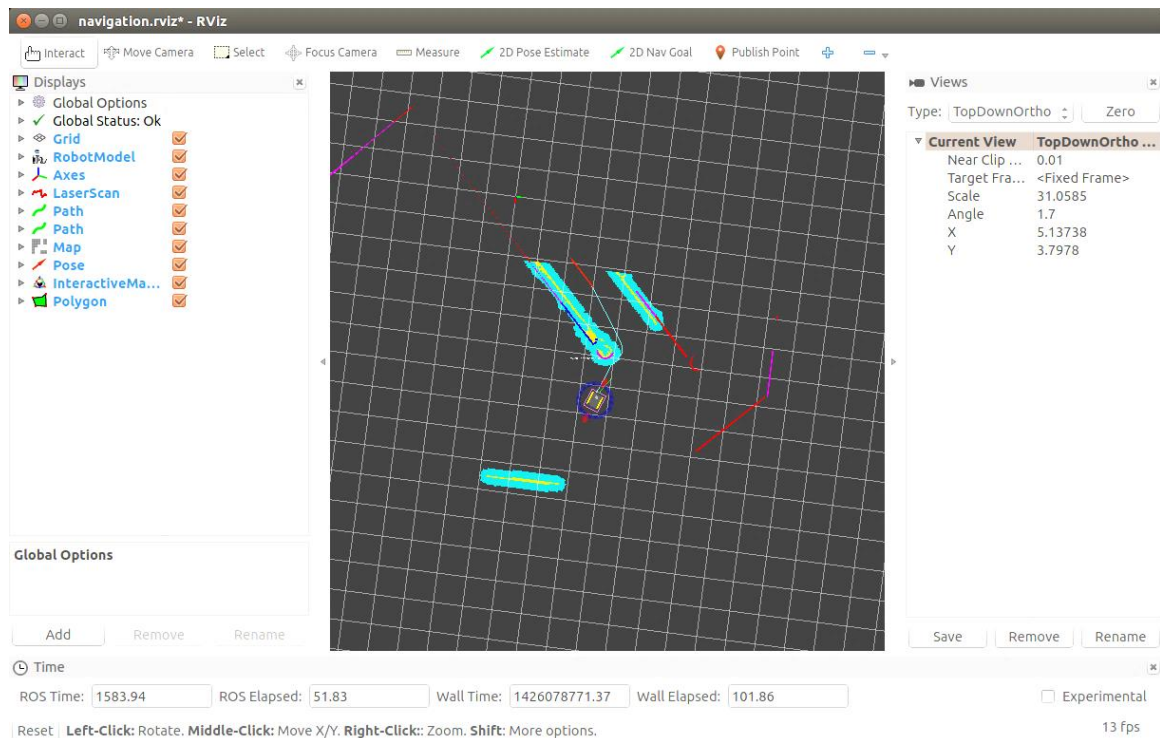 navigation.rviz* - RViz
Interact Move Camera Select Focus Camera Measure 2D Pose Estimate 2D Nav Goal Publish Point
Displays
Global Options
Global Status: Ok
Grid
RobotModel
Axes
LaserScan
Path
Path
Map
Pose
InteractiveMa...
Polygon
Global Options
Add Remove Rename
Views
Type: TopDownOrtho Zero
Current View TopDownOrtho ...
Near Clip ... 0.01
Target Fra... <Fixed Frame>
Scale 31.0585
Angle 1.7
X 5.13738
Y 3.7978
Save Remove Rename
Time
ROS Time: 1583.94 ROS Elapsed: 51.83 Wall Time: 1426078771.37 Wall Elapsed: 101.86 Experimental
Reset Left-Click: Rotate. Middle-Click: Move X/Y. Right-Click:: Zoom. Shift: More options. 13 fps